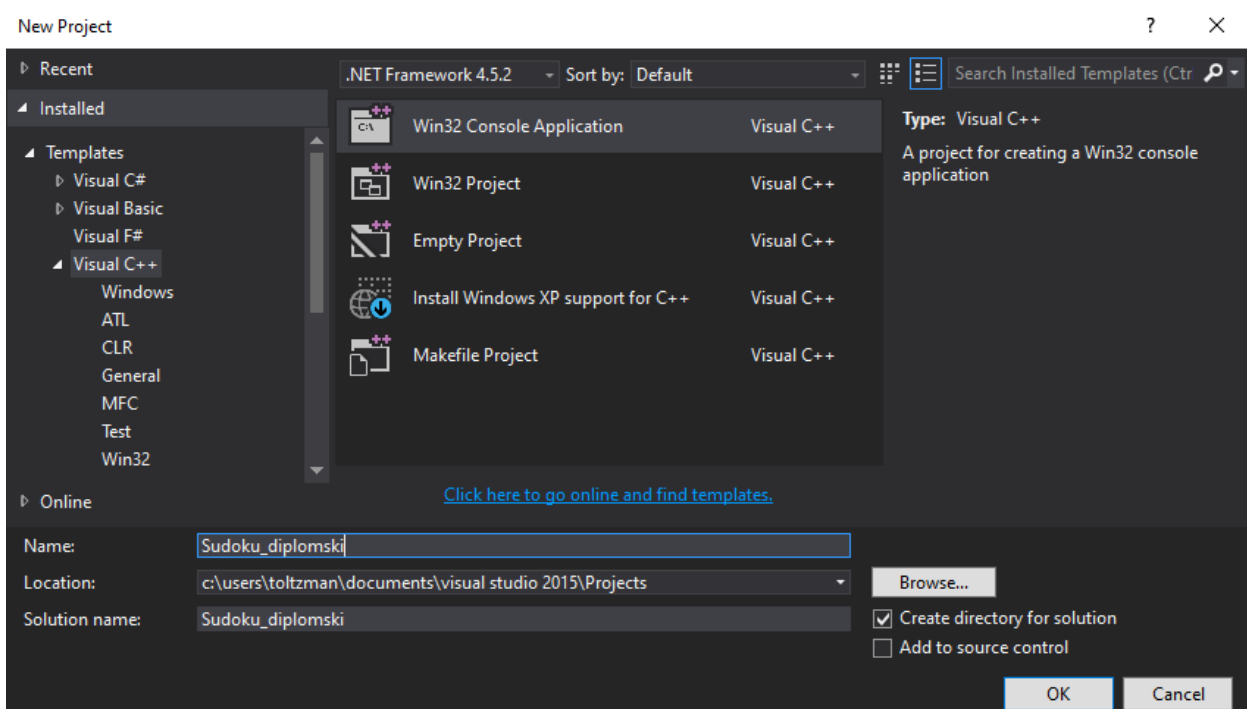 New Project
?
Recent
.NET Framework 4.5.2 Sort by: Default
Search Installed Templates (Ctr
Installed
Templates
Visual C#
Visual Basic
Visual F#
Visual C++
Windows
ATL
CLR
General
MFC
Test
Win32
Online
Win32 Console Application Visual C++
Win32 Project Visual C++
Empty Project Visual C++
Install Windows XP support for C++ Visual C++
Makefile Project Visual C++
Click here to go online and find templates.
Type: Visual C++
A project for creating a Win32 console
application
Name: Sudoku_diplomski
Location: c:\users\toltzman\documents\visual studio 2015\Projects
Browse...
Solution name: Sudoku_diplomski
Create directory for solution
Add to source control
OK Cancel